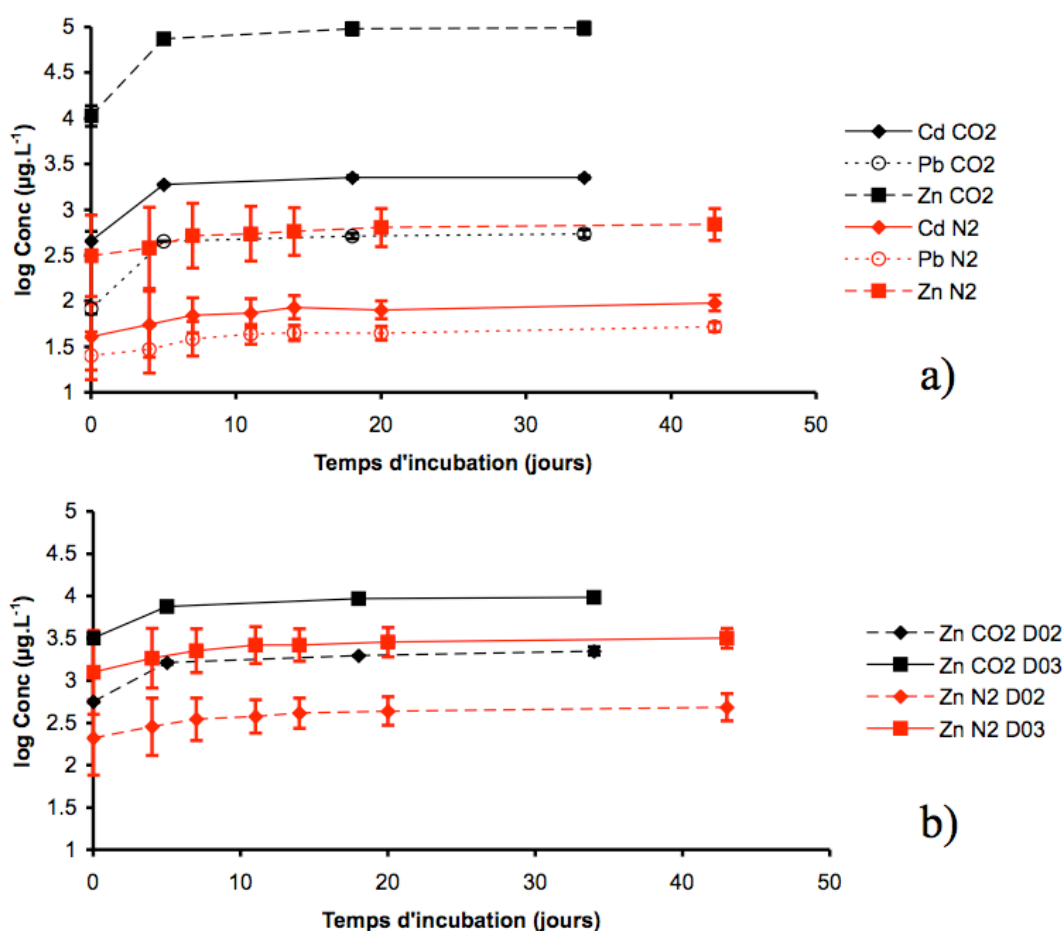 5
4.5
4
3.5
3
2.5
2
1.5
1
log Conc (µg.L-1)
0
10
20
30
40
50
Temps d'incubation (jours)
Cd CO2
Pb CO2
Zn CO2
Cd N2
Pb N2
Zn N2
a)
5
4.5
4
3.5
3
2.5
2
1.5
1
log Conc (µg.L-1)
0
10
20
30
40
50
Temps d'incubation (jours)
Zn CO2 D02
Zn CO2 D03
Zn N2 D02
Zn N2 D03
b)